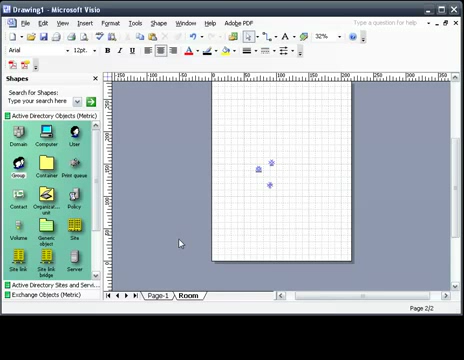 Drawing1 - Microsoft Visio
File Edit View Insert Format Tools Shape Window Help Adobe PDF
Type a question for help
32%
Arial 12pt. B I U
Shapes
Search for Shapes:
Type your search here
Active Directory Objects (Metric)
Domain Computer User
Group Container Print queue
Contact Organizat... unit Policy
Volume Generic object Site
Site link Site link bridge Server
Active Directory Sites and Servi...
Exchange Objects (Metric)
Page-1 Room
Page 2/2